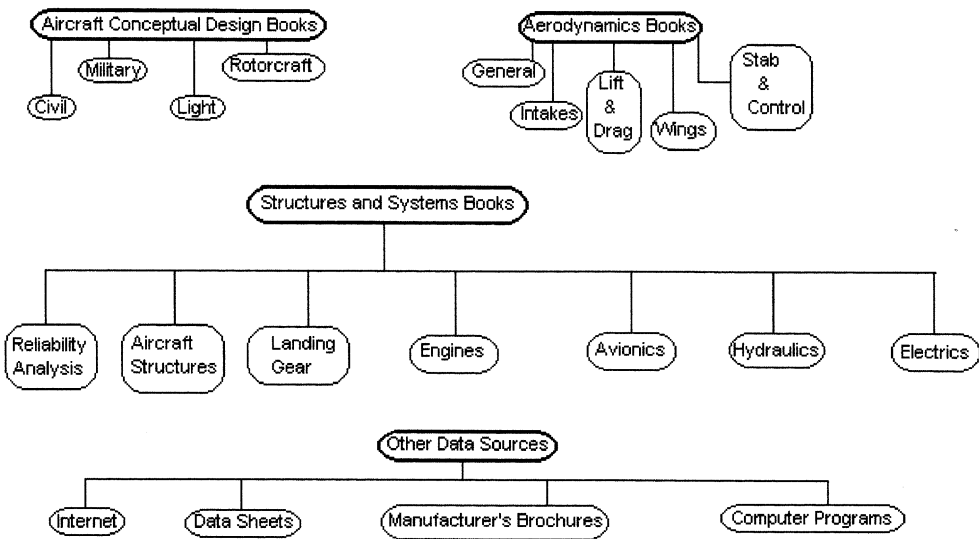 Aircraft Conceptual Design Books
Civil
Military
Light
Rotorcraft
Aerodynamics Books
General
Intakes
Lift
&
Drag
Wings
Stab
&
Control
Structures and Systems Books
Reliability
Analysis
Aircraft
Structures
Landing
Gear
Engines
Avionics
Hydraulics
Electrics
Other Data Sources
Internet
Data Sheets
Manufacturer's Brochures
Computer Programs